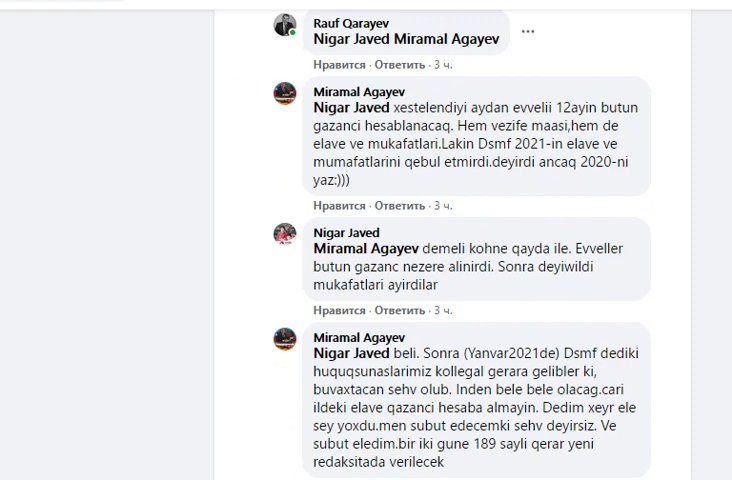 Rauf Qarayev
Nigar Javed Miramal Agayev
Нравится · Ответить · 3 ч.
Miramal Agayev
Nigar Javed xestelendiyi aydan evvelii 12ayin butun
gazanci hesablanacaq. Hem vezife maasi,hem de
elave ve mukafatlari.Lakin Dsmf 2021-in elave ve
mumafatlarini qebul etmirdi.deyirdi ancaq 2020-ni
yaz:)))
Нравится · Ответить · 3 ч.
Nigar Javed
Miramal Agayev demeli kohne qayda ile. Evveller
butun gazanc nezere alinirdi. Sonra deyiwildi
mukafatlari ayirdilar
Нравится · Ответить · 3 ч.
Miramal Agayev
Nigar Javed beli. Sonra (Yanvar2021de) Dsmf dediki
huquqsunaslarimiz kollegal gerara gelibler ki,
buvaxtacan sehv olub. Inden bele bele olacag.cari
ildeki elave qazanci hesaba almayin. Dedim xeyr ele
sey yoxdu.men subut edecemki sehv deyirsiz. Ve
subut eledim.bir iki gune 189 sayli qerar yeni
redaksitada verilecek